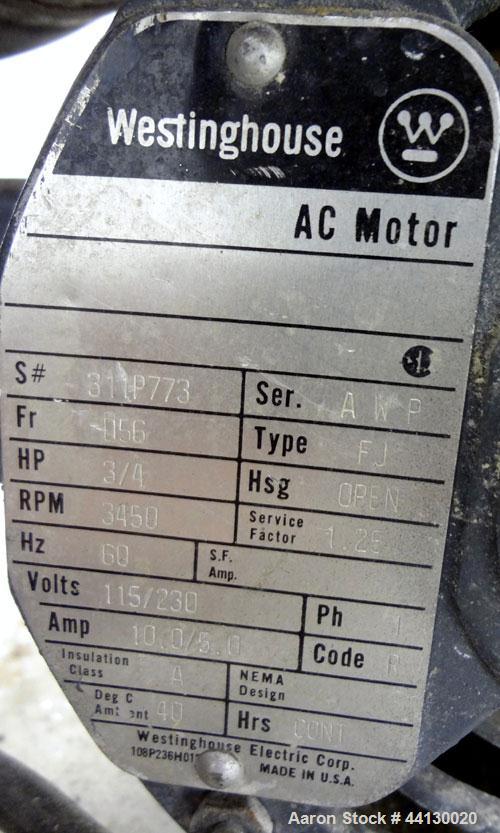 Westinghouse W
AC Motor
S# 311P773 Ser. A W P
Fr D56 Type FJ
HP 3/4 Hsg OPEN
RPM 3450 Service Factor 1.25
Hz 60 S.F. Amp.
Volts 115/230 Ph 1
Amp 10.0/5.0 Code
Insulation Class A NEMA Design
Deg C Ambient 40 Hrs CONT
Westinghouse Electric Corp.
108P236H01 MADE IN U.S.A.
Aaron Stock # 44130020